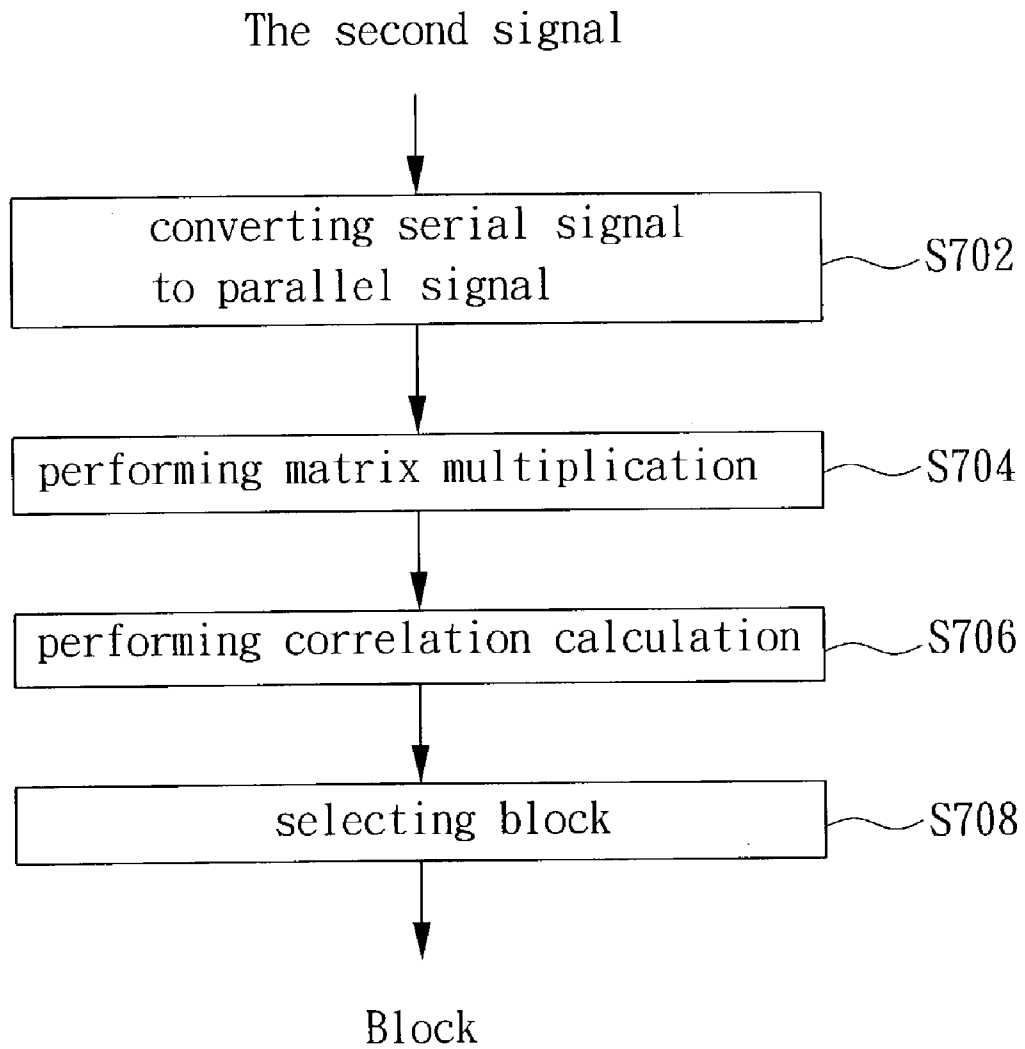 The second signal
converting serial signal
to parallel signal
S702
performing matrix multiplication
S704
performing correlation calculation
S706
selecting block
S708
Block